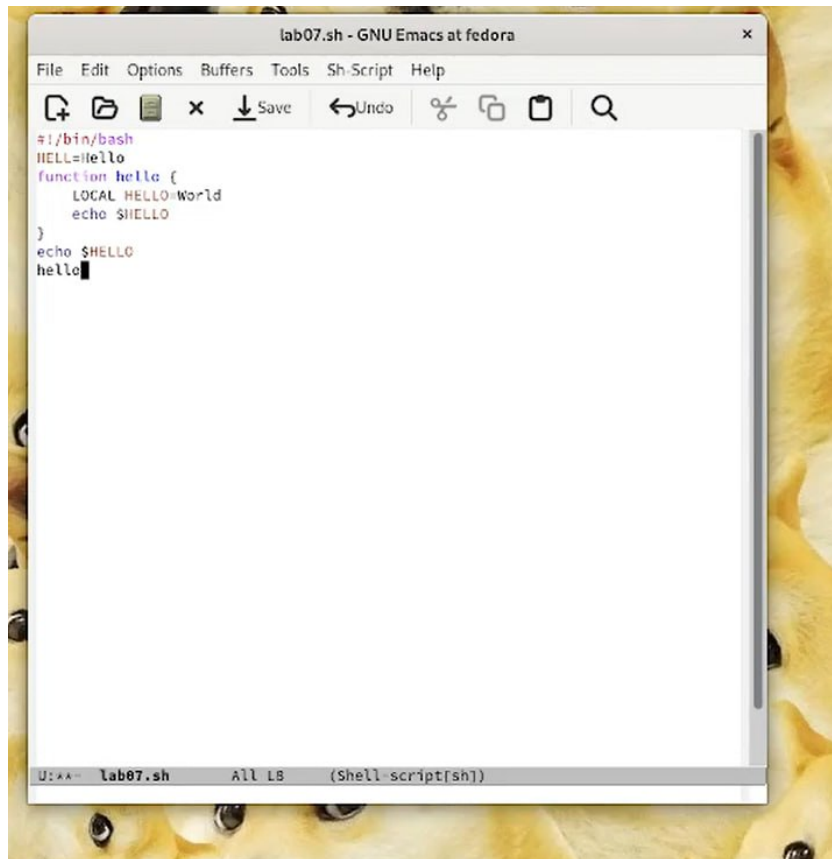 lab07.sh - GNU Emacs at fedora
File Edit Options Buffers Tools Sh-Script Help
Save Undo
#!/bin/bash
HELL=Hello
function hello {
LOCAL HELLO=World
echo $HELLO
}
echo $HELLO
hello
U:**- lab07.sh All L8 (Shell-script[sh])